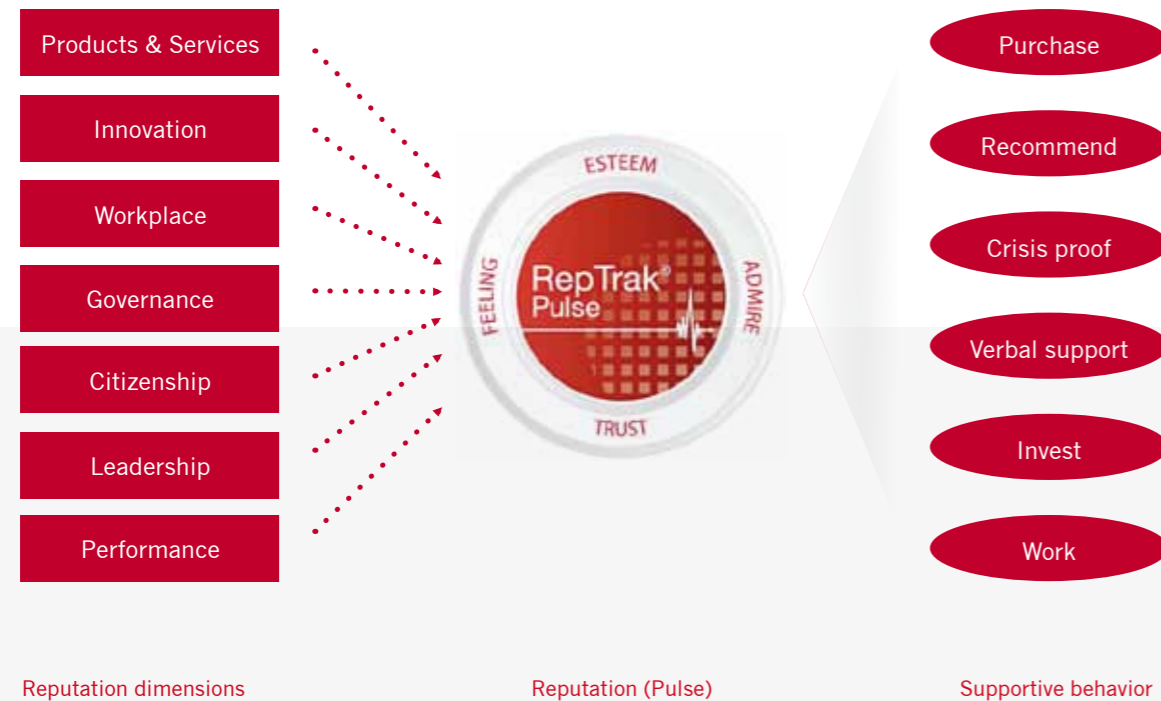 Products & Services
Innovation
Workplace
Governance
Citizenship
Leadership
Performance
ESTEEM
FEELING
RepTrak®
Pulse
ADMIRE
TRUST
Purchase
Recommend
Crisis proof
Verbal support
Invest
Work
Reputation dimensions
Reputation (Pulse)
Supportive behavior